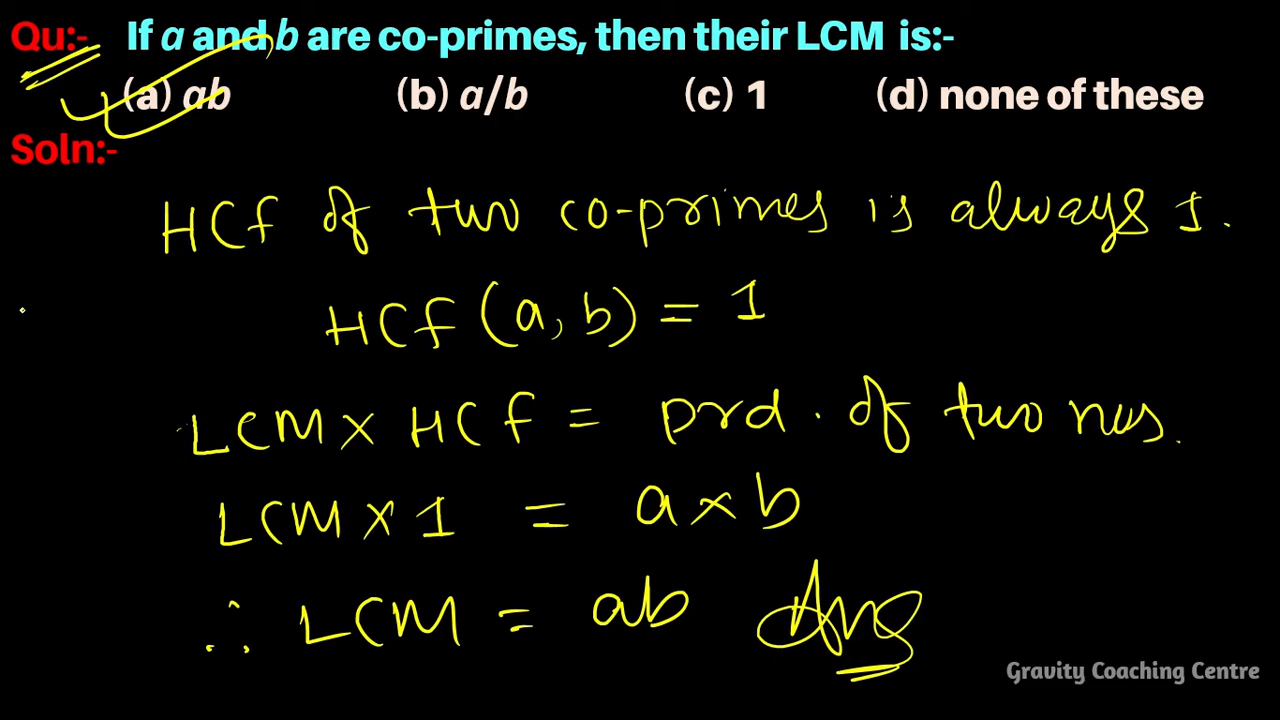 Qu:- If a and b are co-primes, then their LCM is:-
(a) ab (b) a/b (c) 1 (d) none of these
Soln:-
HCf of two co-primes is always 1.
HCf (a, b) = 1
LCM x HCf = prd. of two nos.
LCM x 1 = a x b
∴ LCM = ab Ans
Gravity Coaching Centre